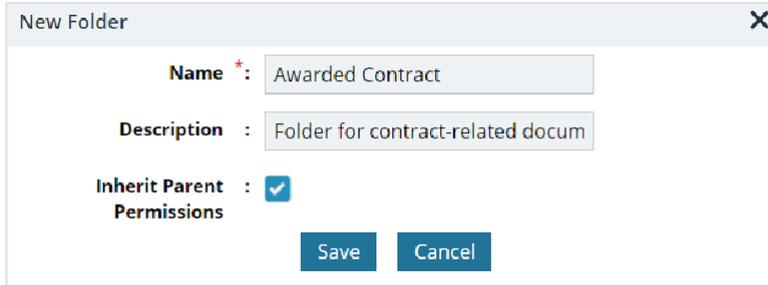 New Folder
Name *:
Awarded Contract
Description :
Folder for contract-related docum
Inherit Parent :
Permissions
Save
Cancel